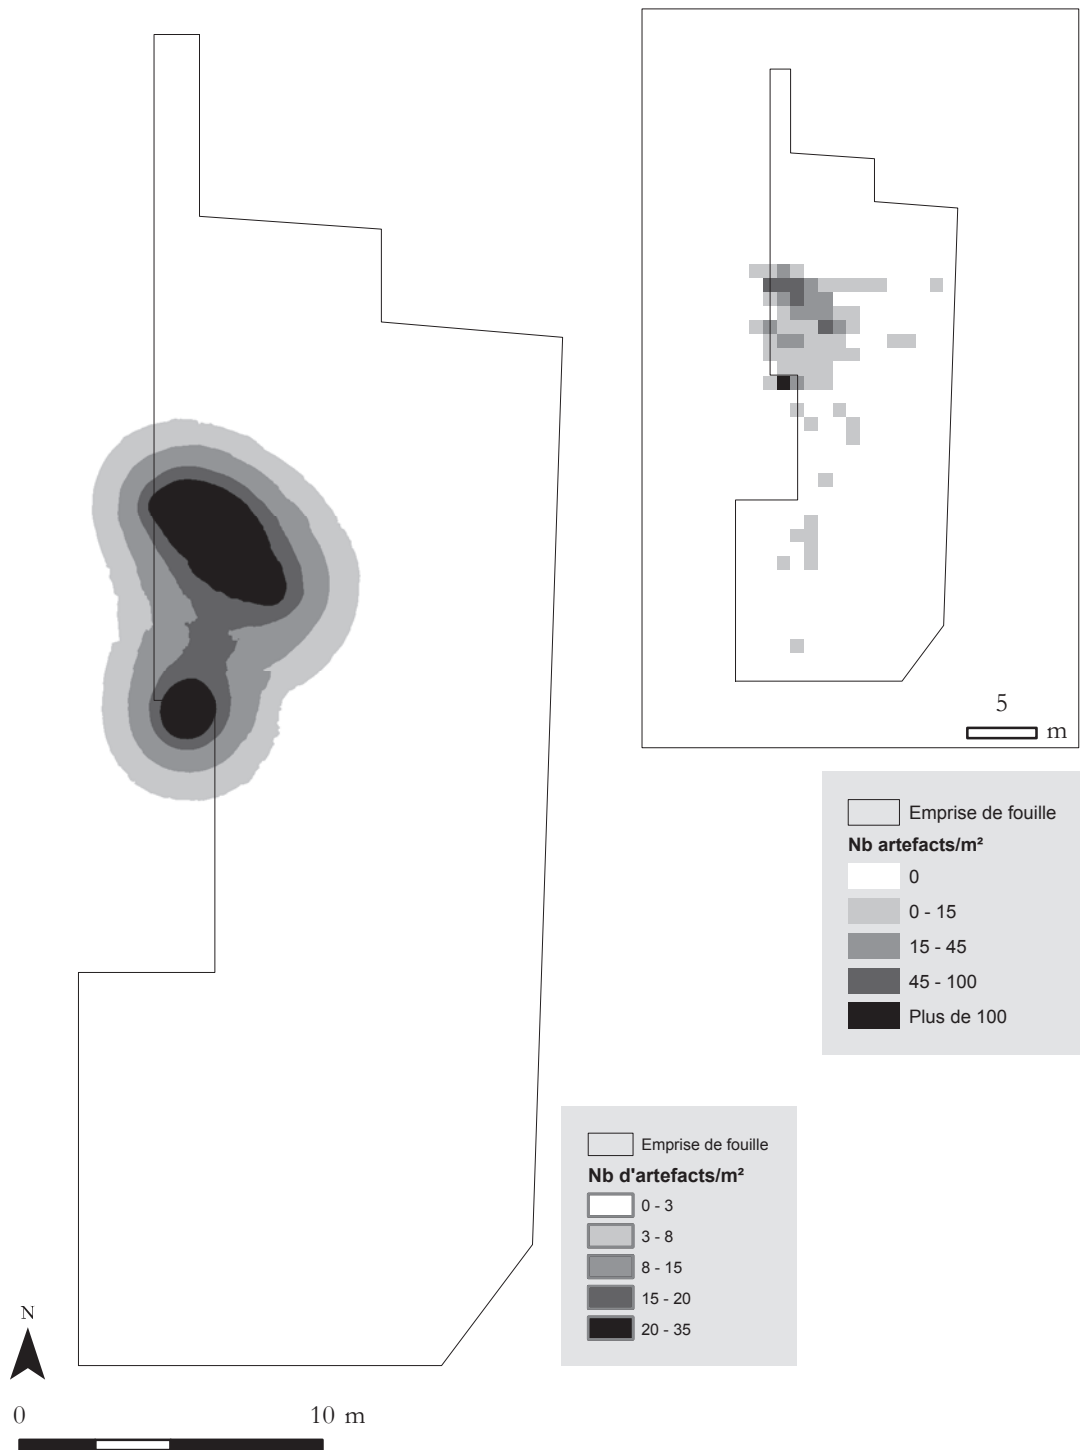 5
m
Emprise de fouille
Nb artefacts/m²
0
0 - 15
15 - 45
45 - 100
Plus de 100
Emprise de fouille
Nb d'artefacts/m²
0 - 3
3 - 8
8 - 15
15 - 20
20 - 35
N
0 10 m